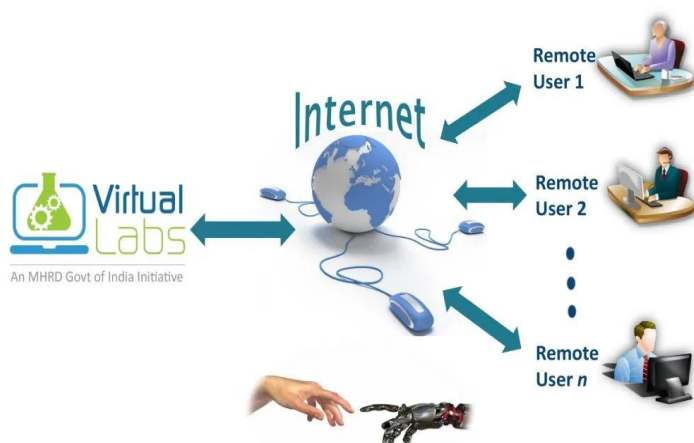 Remote
User 1
Internet
Virtual
Labs
An MHRD Govt of India Initiative
Remote
User 2
Remote
User n